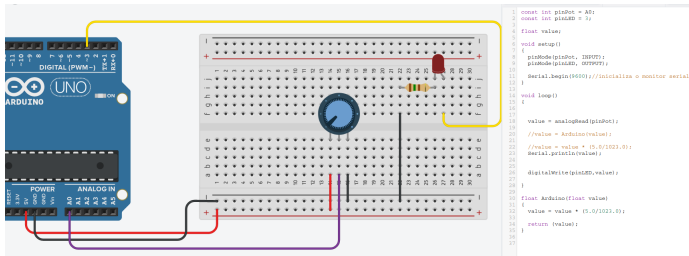 const int pinPot = A0;
const int pinLED = 3;
float value;
void setup()
{
pinMode(pinPot, INPUT);
pinMode(pinLED, OUTPUT);
Serial.begin(9600);//inicializa o monitor serial
}
void loop()
{
value = analogRead(pinPot);
//value = Arduino(value);
//value = value * (5.0/1023.0);
Serial.println(value);
digitalWrite(pinLED,value);
}
float Arduino(float value)
{
value = value * (5.0/1023.0);
return (value);
}
DIGITAL (PWM~)
UNO
ON
ARDUINO
POWER
ANALOG IN
RESET
3.3V
5V
GND
GND
Vin
A0
A1
A2
A3
A4
A5
TX→1
RX←0